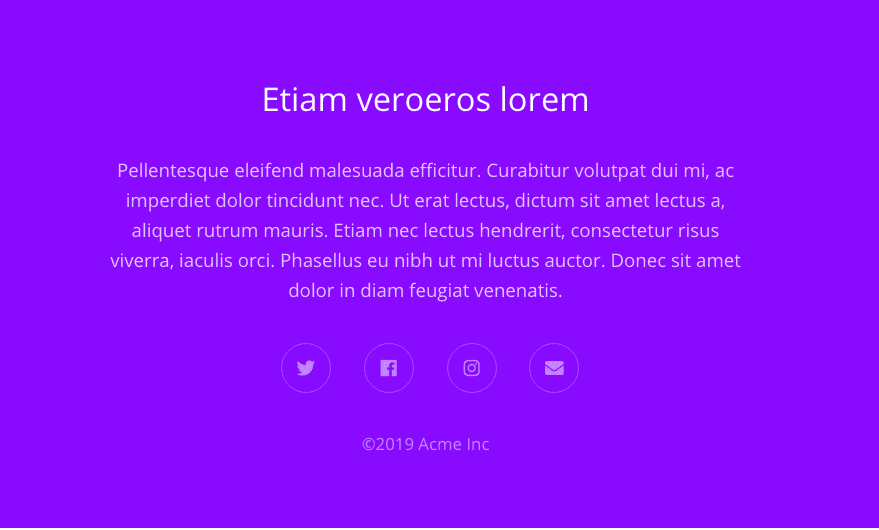 Etiam veroeros lorem
Pellentesque eleifend malesuada efficitur. Curabitur volutpat dui mi, ac
imperdiet dolor tincidunt nec. Ut erat lectus, dictum sit amet lectus a,
aliquet rutrum mauris. Etiam nec lectus hendrerit, consectetur risus
viverra, iaculis orci. Phasellus eu nibh ut mi luctus auctor. Donec sit amet
dolor in diam feugiat venenatis.
©2019 Acme Inc